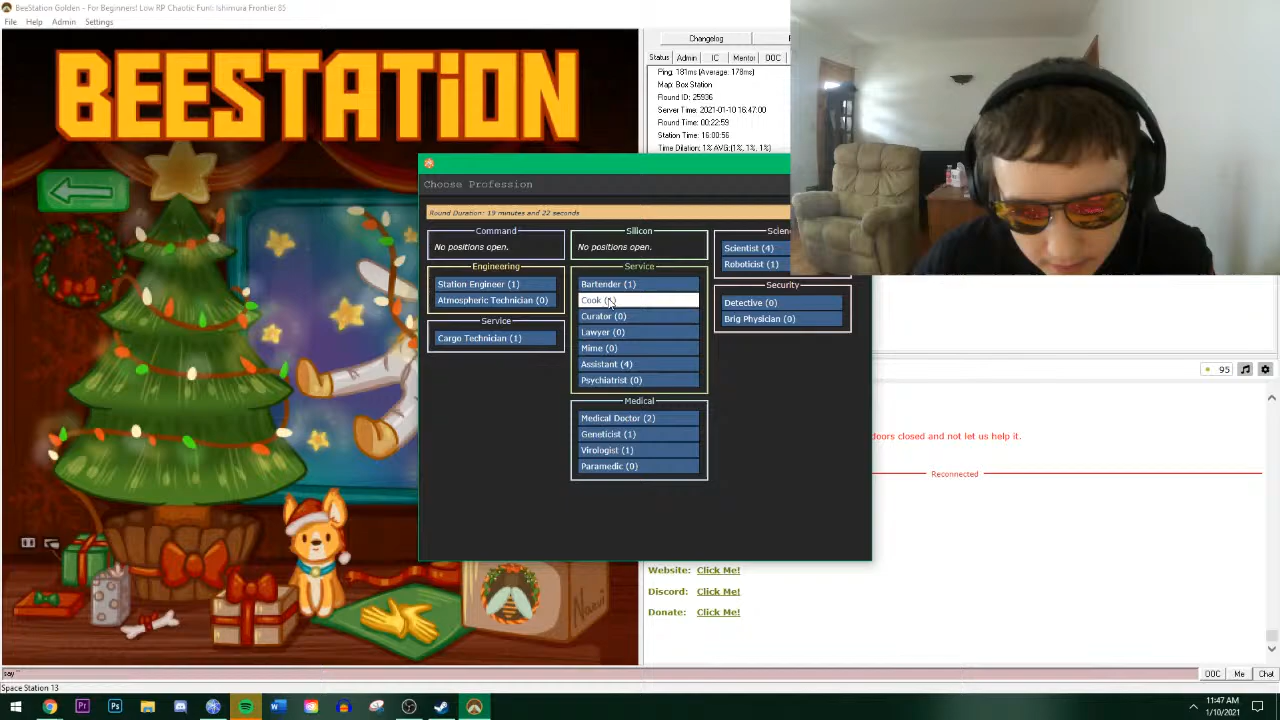 BeeStation Golden - For Beginners! Low RP Chaotic Fun!: Ishimura Frontier 85
File Help Admin Settings
BEESTATION
Changelog
Status Admin IC Mentor OOC
Ping: 181ms (Average: 178ms)
Map: Box Station
Round ID: 25936
Server Time: 2021-01-10 16:47:00
Round Time: 00:22:59
Station Time: 16:00:56
Time Dilation: 1% AVG:(1%, 1%, 1%)
Choose Profession
Round Duration: 19 minutes and 22 seconds
Command
No positions open.
Engineering
Station Engineer (1)
Atmospheric Technician (0)
Service
Cargo Technician (1)
Silicon
No positions open.
Service
Bartender (1)
Cook
Curator (0)
Lawyer (0)
Mime (0)
Assistant (4)
Psychiatrist (0)
Medical
Medical Doctor (2)
Geneticist (1)
Virologist (1)
Paramedic (0)
Scientist (4)
Roboticist (1)
Security
Detective (0)
Brig Physician (0)
95
doors closed and not let us help it.
Reconnected
Website: Click Me!
Discord: Click Me!
Donate: Click Me!
Narvi
say "
OOC Me Chat
Space Station 13
11:47 AM
1/10/2021